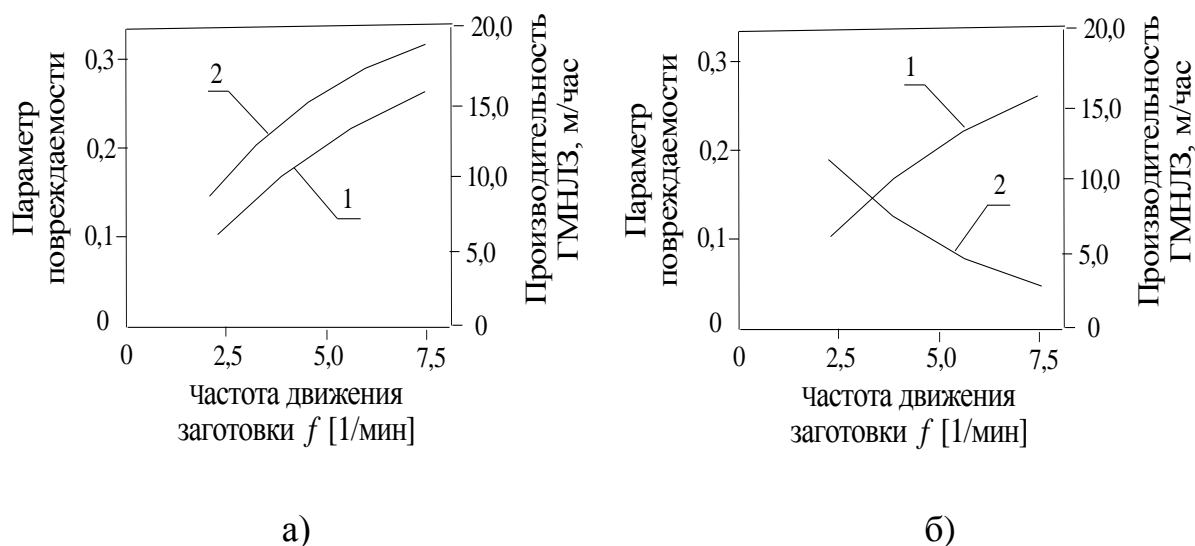 Параметр
повреждаемости
0,3
0,2
0,1
0
2
1
20,0
15,0
10,0
5,0
0
Производительность
ГМНЛЗ, м/час
0
2,5
5,0
7,5
Частота движения
заготовки f [1/мин]
а)
Параметр
повреждаемости
0,3
0,2
0,1
0
1
2
20,0
15,0
10,0
5,0
0
Производительность
ГМНЛЗ, м/час
0
2,5
5,0
7,5
Частота движения
заготовки f [1/мин]
б)